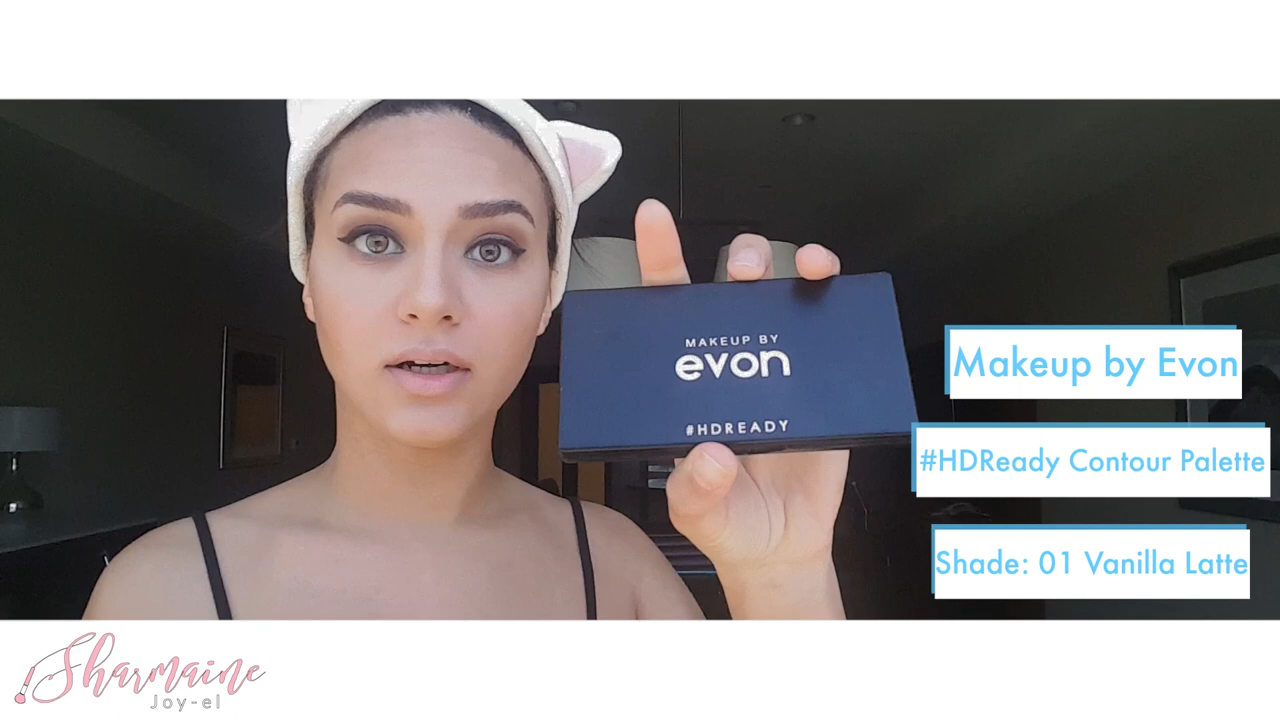 MAKEUP BY
evon
#HDREADY
Makeup by Evon
#HDReady Contour Palette
Shade: 01 Vanilla Latte
Sharmaine
Joy-el